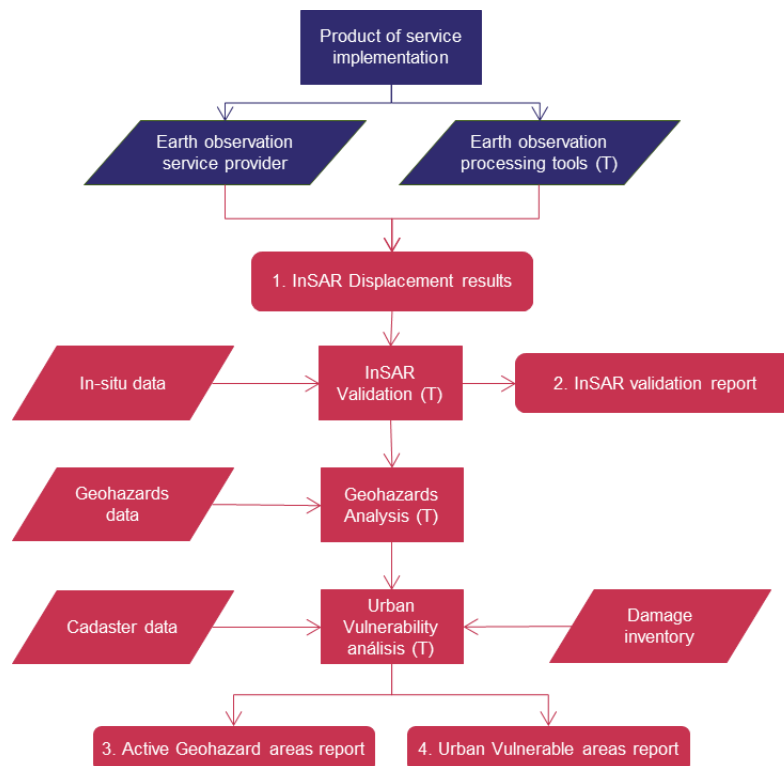 Product of service
implementation
Earth observation
service provider
Earth observation
processing tools (T)
1. InSAR Displacement results
In-situ data
InSAR
Validation (T)
2. InSAR validation report
Geohazards
data
Geohazards
Analysis (T)
Cadaster data
Urban
Vulnerability
análisis (T)
Damage
inventory
3. Active Geohazard areas report
4. Urban Vulnerable areas report